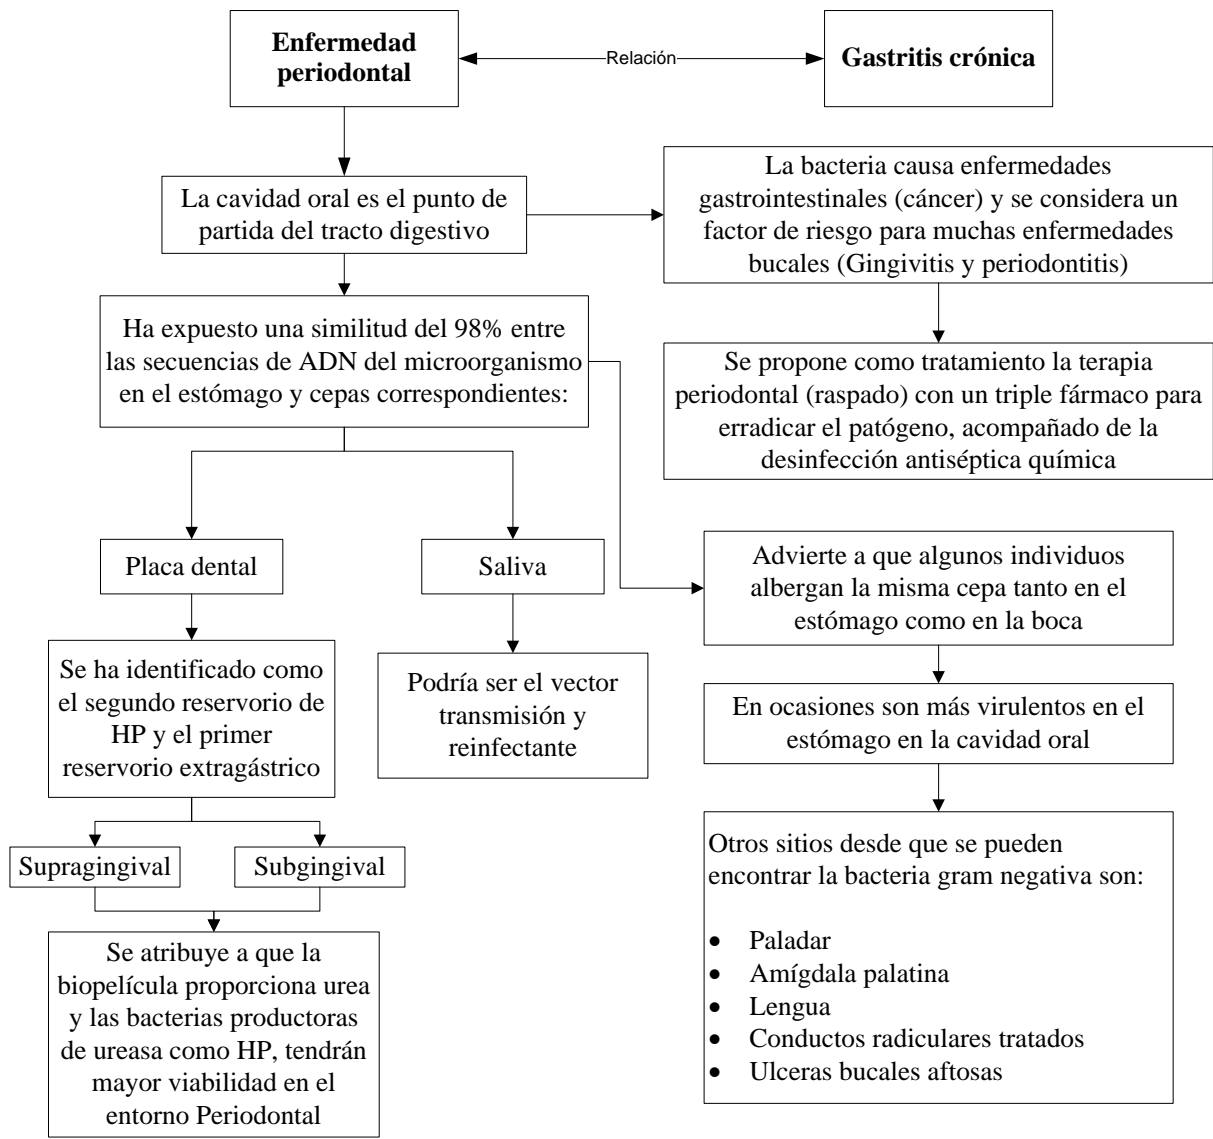 Enfermedad
periodontal
Relación
Gastritis crónica
La cavidad oral es el punto de
partida del tracto digestivo
La bacteria causa enfermedades
gastrointestinales (cáncer) y se considera un
factor de riesgo para muchas enfermedades
bucales (Gingivitis y periodontitis)
Ha expuesto una similitud del 98% entre
las secuencias de ADN del microorganismo
en el estómago y cepas correspondientes:
Se propone como tratamiento la terapia
periodontal (raspado) con un triple fármaco para
erradicar el patógeno, acompañado de la
desinfección antiséptica química
Placa dental
Saliva
Advierte a que algunos individuos
albergan la misma cepa tanto en el
estómago como en la boca
Se ha identificado como
el segundo reservorio de
HP y el primer
reservorio extragástrico
Podría ser el vector
transmisión y
reinfectante
En ocasiones son más virulentos en el
estómago en la cavidad oral
Supragingival
Subgingival
Otros sitios desde que se pueden
encontrar la bacteria gram negativa son:
• Paladar
• Amígdala palatina
• Lengua
• Conductos radiculares tratados
• Ulceras bucales aftosas
Se atribuye a que la
biopelícula proporciona urea
y las bacterias productoras
de ureasa como HP, tendrán
mayor viabilidad en el
entorno Periodontal